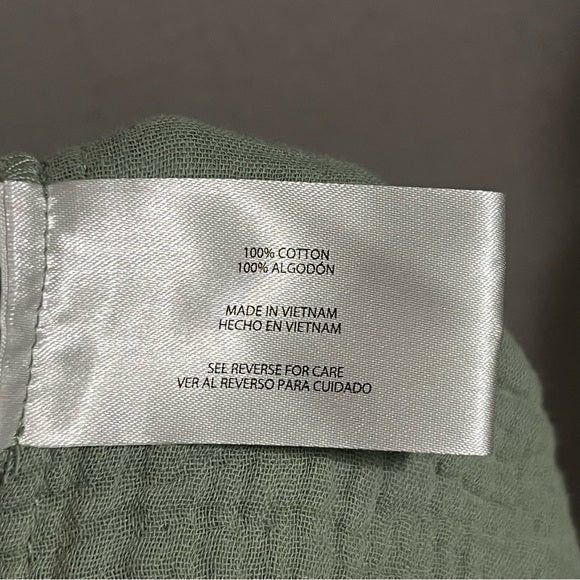 100% COTTON
100% ALGODÓN
MADE IN VIETNAM
HECHO EN VIETNAM
SEE REVERSE FOR CARE
VER AL REVERSO PARA CUIDADO